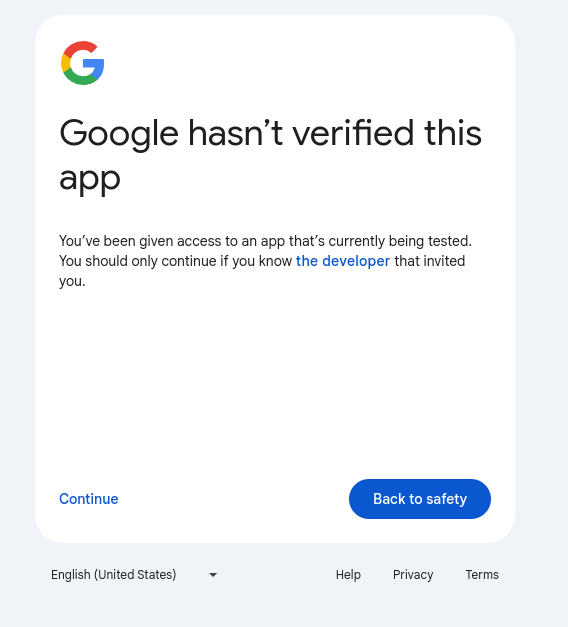 Google hasn’t verified this
app
You’ve been given access to an app that’s currently being tested.
You should only continue if you know the developer that invited
you.
Continue
Back to safety
English (United States)
Help
Privacy
Terms